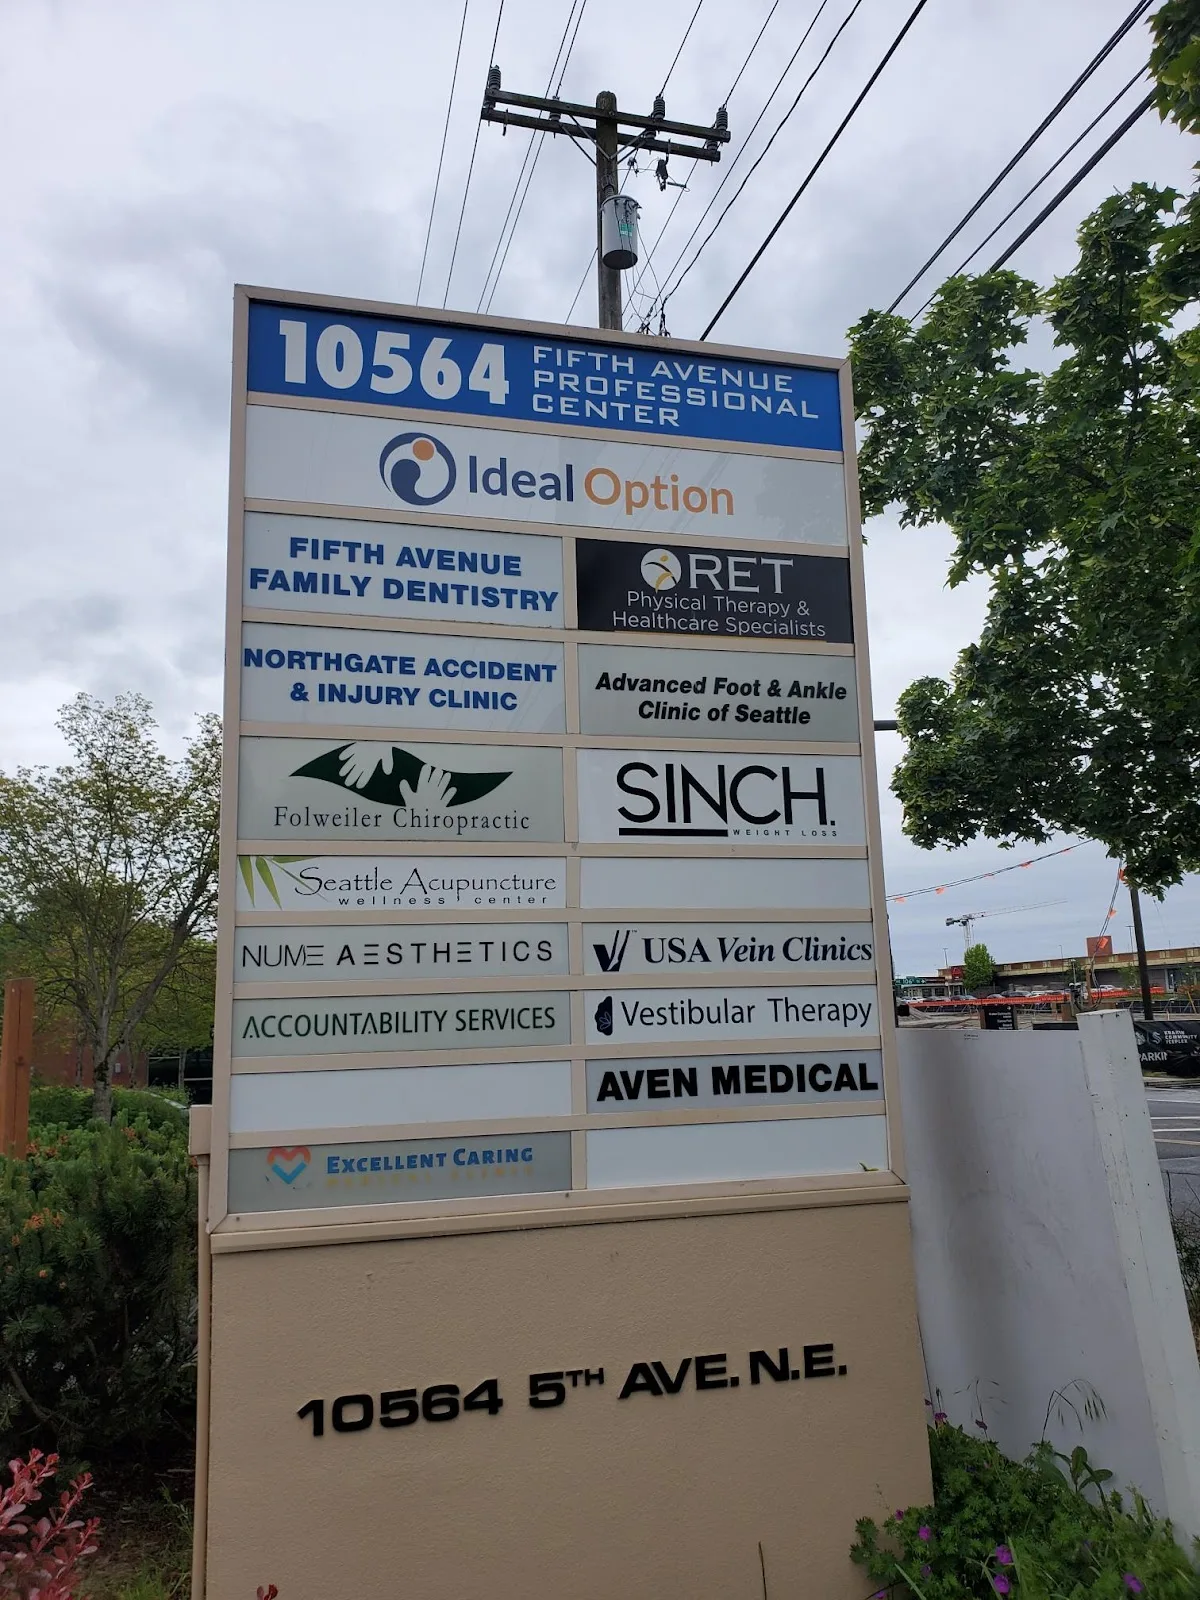 10564 FIFTH AVENUE
PROFESSIONAL
CENTER
Ideal Option
FIFTH AVENUE
FAMILY DENTISTRY
RET
Physical Therapy &
Healthcare Specialists
NORTHGATE ACCIDENT
& INJURY CLINIC
Advanced Foot & Ankle
Clinic of Seattle
Folweiler Chiropractic
SINCH.
WEIGHT LOSS
Seattle Acupuncture
wellness center
NUME AESTHETICS
USA Vein Clinics
ACCOUNTABILITY SERVICES
Vestibular Therapy
AVEN MEDICAL
EXCELLENT CARING
MEDICAL CLINIC
10564 5TH AVE. N.E.